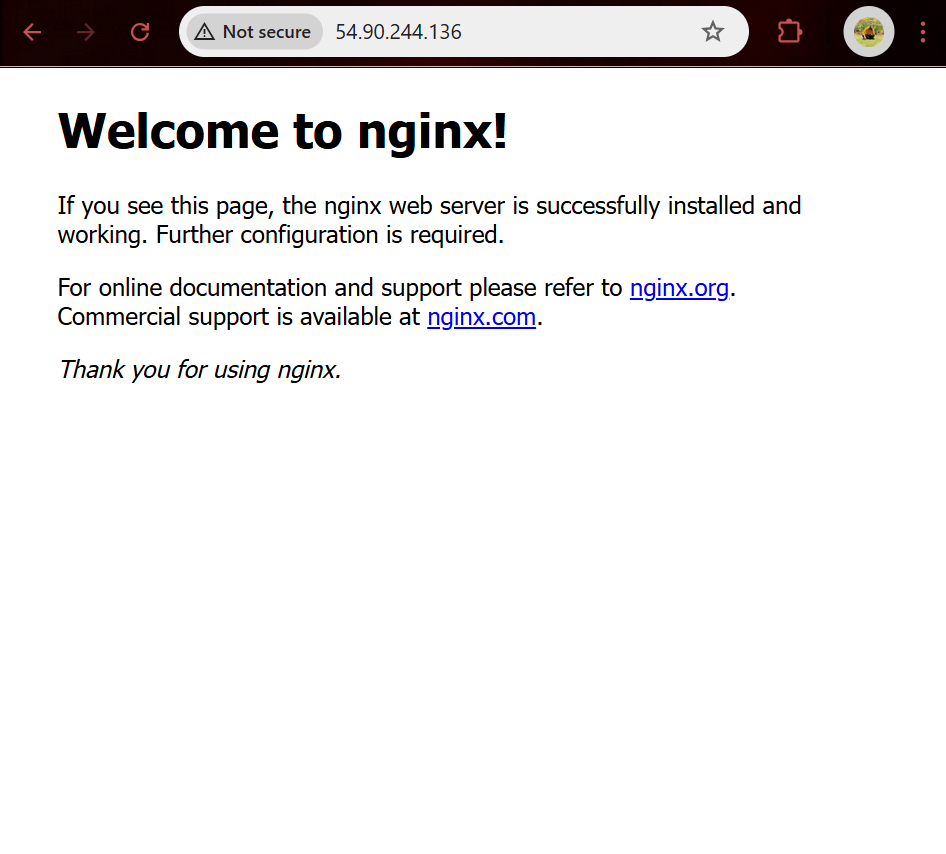 Not secure 54.90.244.136
Welcome to nginx!
If you see this page, the nginx web server is successfully installed and
working. Further configuration is required.
For online documentation and support please refer to nginx.org.
Commercial support is available at nginx.com.
Thank you for using nginx.